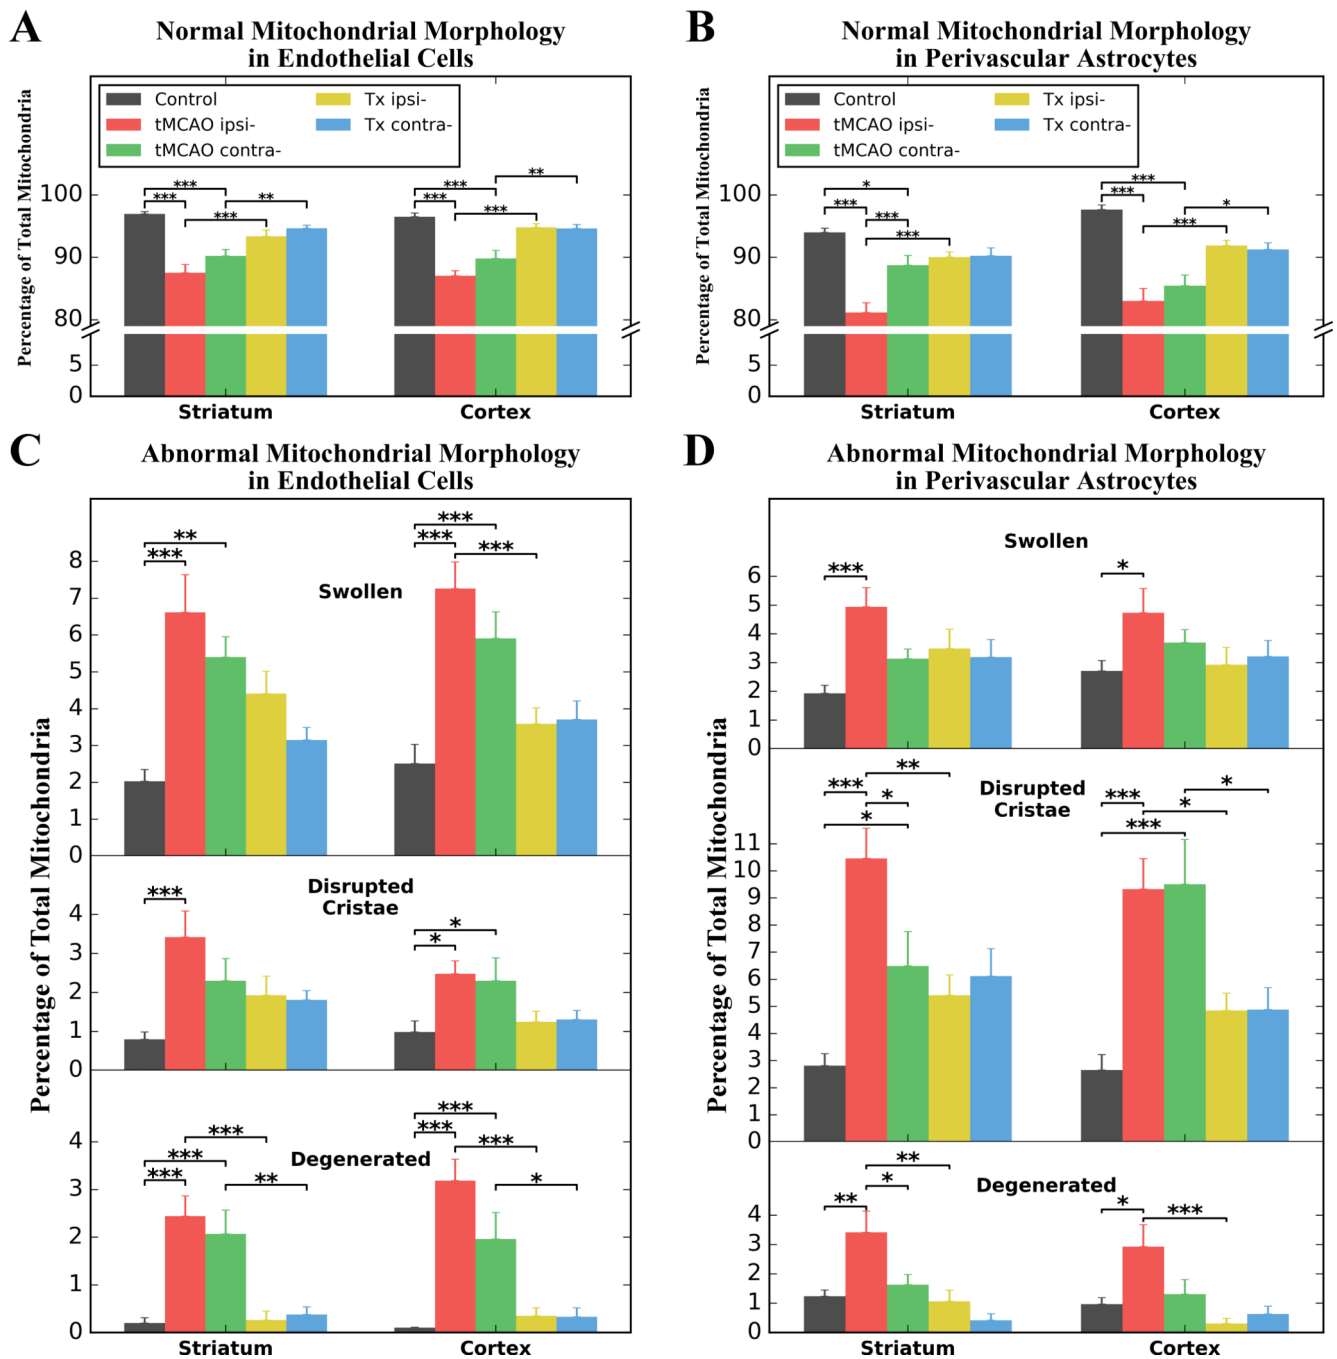 A
Normal Mitochondrial Morphology
in Endothelial Cells
Percentage of Total Mitochondria
Control
tMCAO ipsi-
tMCAO contra-
Tx ipsi-
Tx contra-
100
90
80
5
0
***
***
**
***
***
***
**
***
Striatum
Cortex
B
Normal Mitochondrial Morphology
in Perivascular Astrocytes
Percentage of Total Mitochondria
Control
tMCAO ipsi-
tMCAO contra-
Tx ipsi-
Tx contra-
100
90
80
5
0
*
***
***
***
***
***
*
***
Striatum
Cortex
C
Abnormal Mitochondrial Morphology
in Endothelial Cells
Percentage of Total Mitochondria
Swollen
8
7
6
5
4
3
2
1
0
**
***
***
***
***
Disrupted
Cristae
4
3
2
1
0
***
*
*
Degenerated
4
3
2
1
0
***
***
***
**
***
***
***
*
Striatum
Cortex
D
Abnormal Mitochondrial Morphology
in Perivascular Astrocytes
Percentage of Total Mitochondria
Swollen
6
5
4
3
2
1
0
***
*
Disrupted
Cristae
11
10
9
8
7
6
5
4
3
2
1
0
**
***
*
*
*
***
*
***
Degenerated
4
3
2
1
0
**
*
**
*
***
Striatum
Cortex